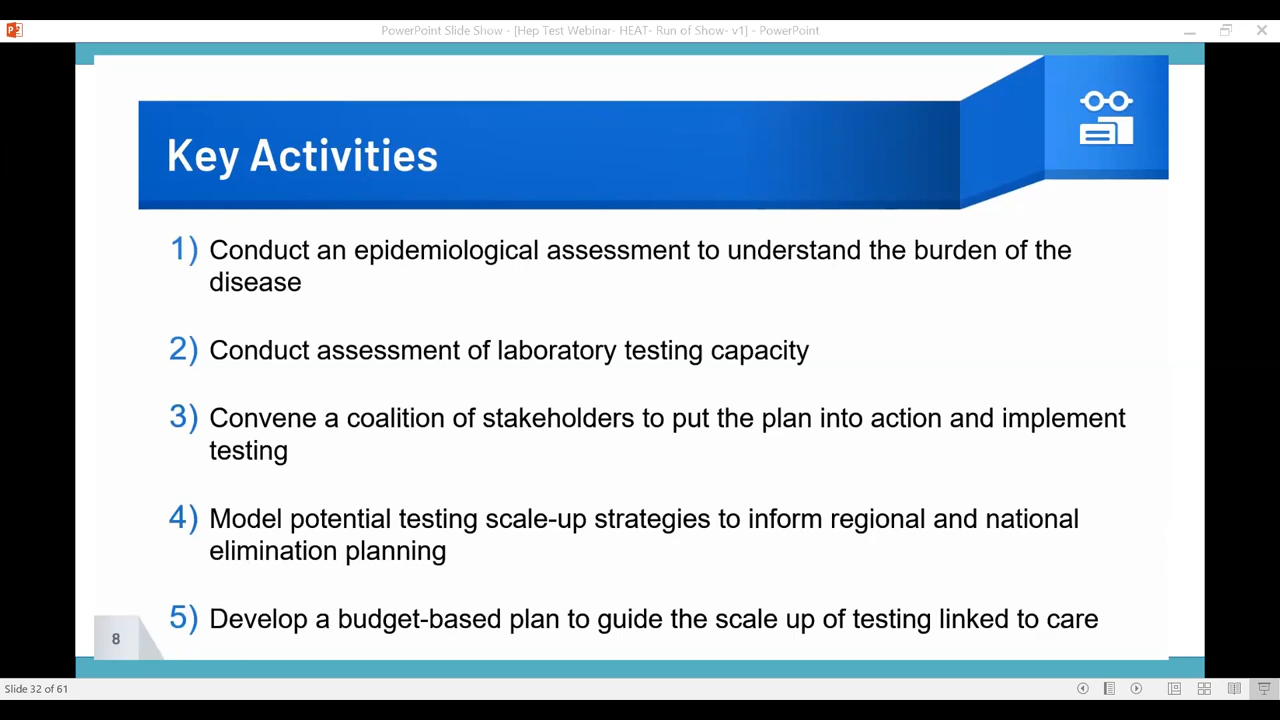 PowerPoint Slide Show - [Hep Test Webinar- HEAT- Run of Show- v1] - PowerPoint
Key Activities
1) Conduct an epidemiological assessment to understand the burden of the
disease
2) Conduct assessment of laboratory testing capacity
3) Convene a coalition of stakeholders to put the plan into action and implement
testing
4) Model potential testing scale-up strategies to inform regional and national
elimination planning
5) Develop a budget-based plan to guide the scale up of testing linked to care
8
Slide 32 of 61